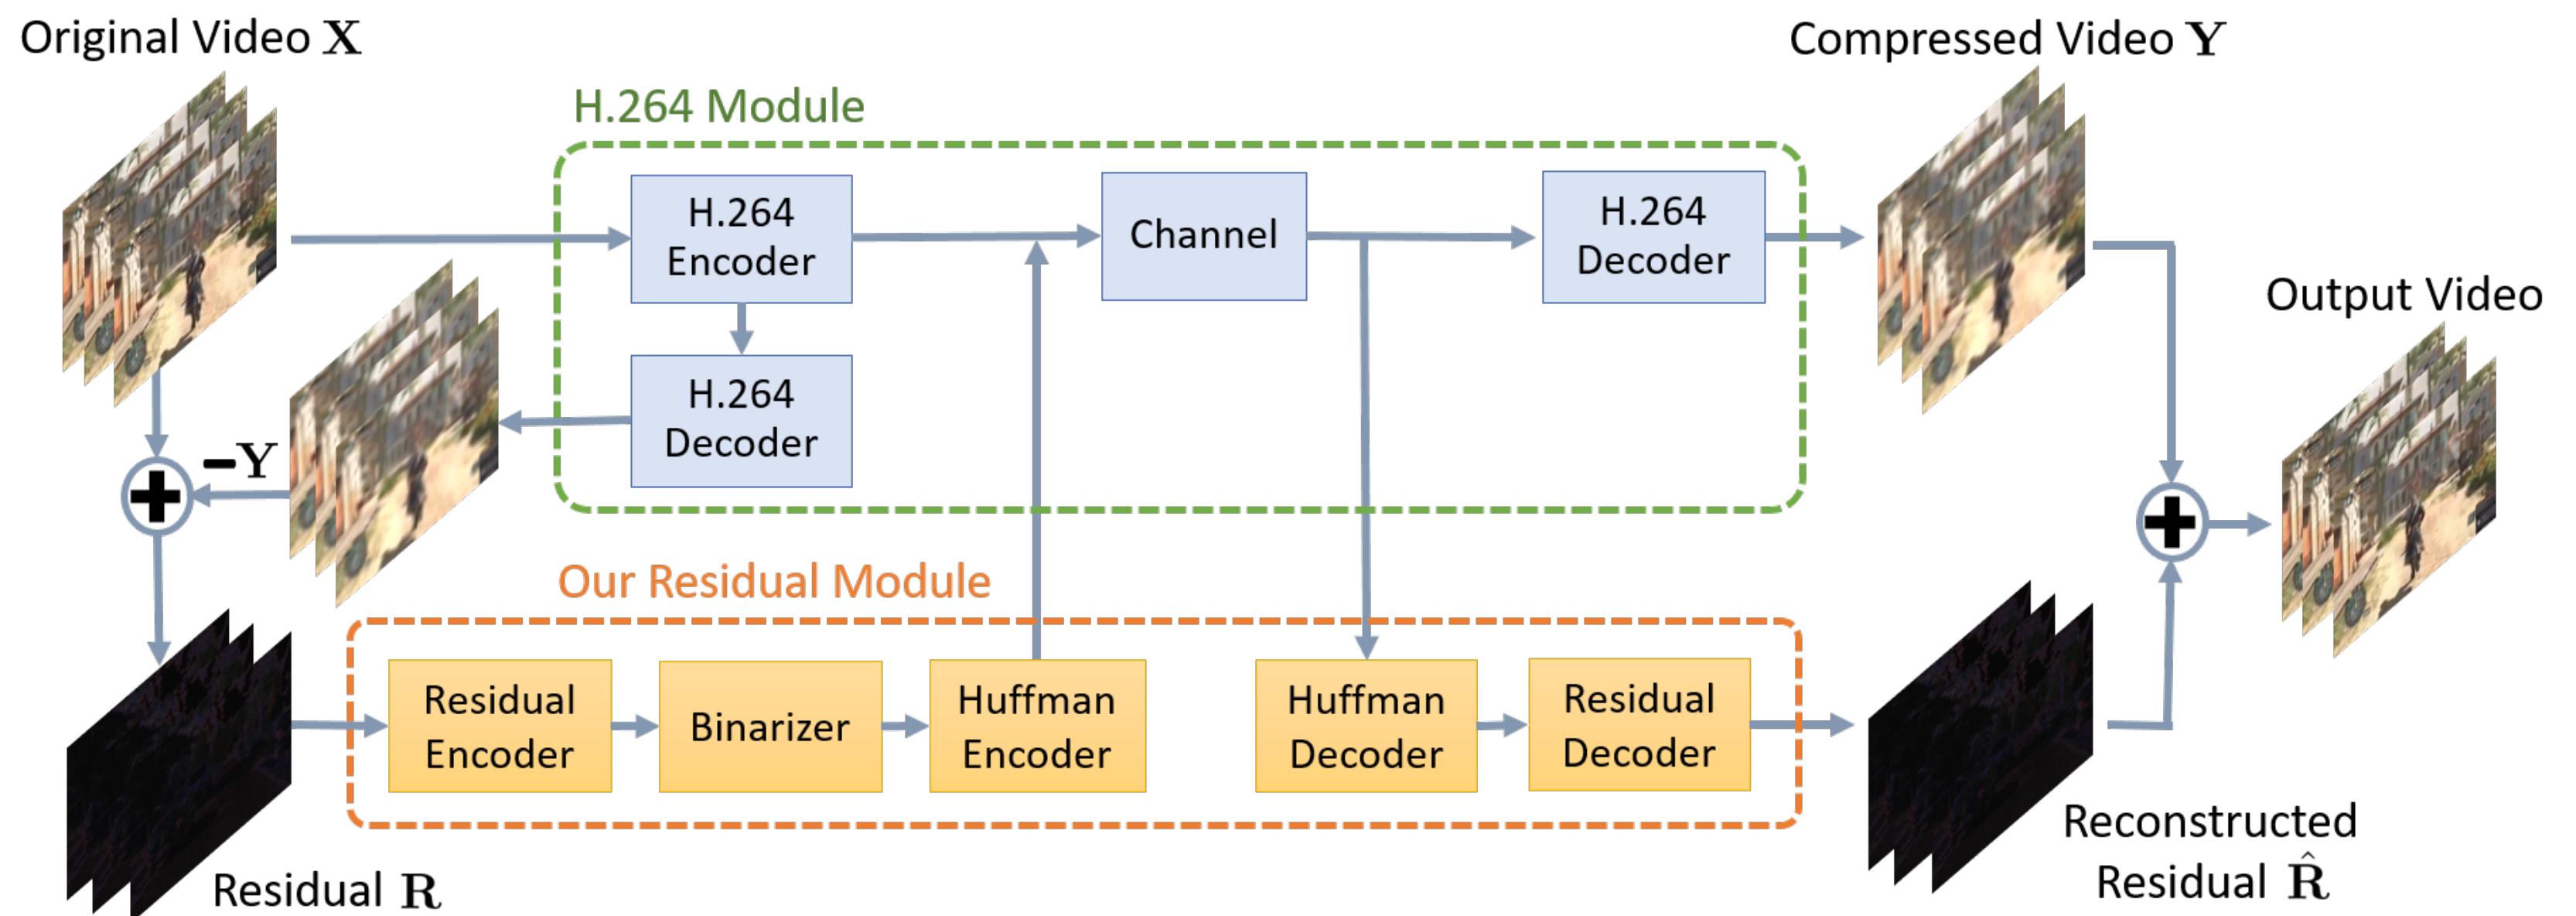 Original Video X
Compressed Video Y
H.264 Module
H.264
Encoder
Channel
H.264
Decoder
Output Video
H.264
Decoder
–Y
Our Residual Module
Residual
Encoder
Binarizer
Huffman
Encoder
Huffman
Decoder
Residual
Decoder
Residual R
Reconstructed
Residual R̂